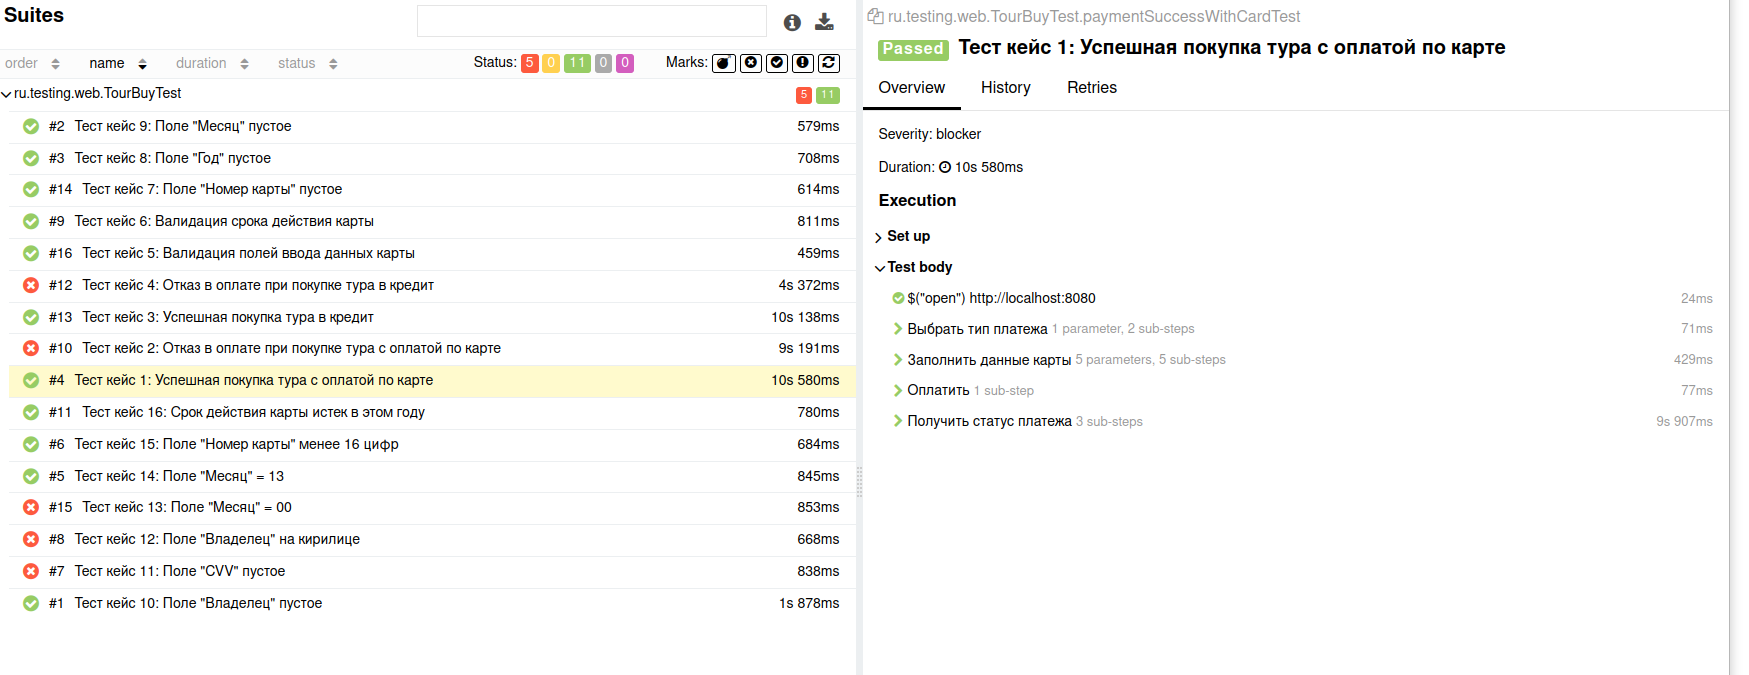 Suites
order name duration status Status: 5 0 11 0 0 Marks:
ru.testing.web.TourBuyTest 5 11
#2 Тест кейс 9: Поле "Месяц" пустое 579ms
#3 Тест кейс 8: Поле "Год" пустое 708ms
#14 Тест кейс 7: Поле "Номер карты" пустое 614ms
#9 Тест кейс 6: Валидация срока действия карты 811ms
#16 Тест кейс 5: Валидация полей ввода данных карты 459ms
#12 Тест кейс 4: Отказ в оплате при покупке тура в кредит 4s 372ms
#13 Тест кейс 3: Успешная покупка тура в кредит 10s 138ms
#10 Тест кейс 2: Отказ в оплате при покупке тура с оплатой по карте 9s 191ms
#4 Тест кейс 1: Успешная покупка тура с оплатой по карте 10s 580ms
#11 Тест кейс 16: Срок действия карты истек в этом году 780ms
#6 Тест кейс 15: Поле "Номер карты" менее 16 цифр 684ms
#5 Тест кейс 14: Поле "Месяц" = 13 845ms
#15 Тест кейс 13: Поле "Месяц" = 00 853ms
#8 Тест кейс 12: Поле "Владелец" на кирилице 668ms
#7 Тест кейс 11: Поле "CVV" пустое 838ms
#1 Тест кейс 10: Поле "Владелец" пустое 1s 878ms
ru.testing.web.TourBuyTest.paymentSuccessWithCardTest
Passed Тест кейс 1: Успешная покупка тура с оплатой по карте
Overview History Retries
Severity: blocker
Duration: 10s 580ms
Execution
Set up
Test body
$("open") http://localhost:8080 24ms
Выбрать тип платежа 1 parameter, 2 sub-steps 71ms
Заполнить данные карты 5 parameters, 5 sub-steps 429ms
Оплатить 1 sub-step 77ms
Получить статус платежа 3 sub-steps 9s 907ms